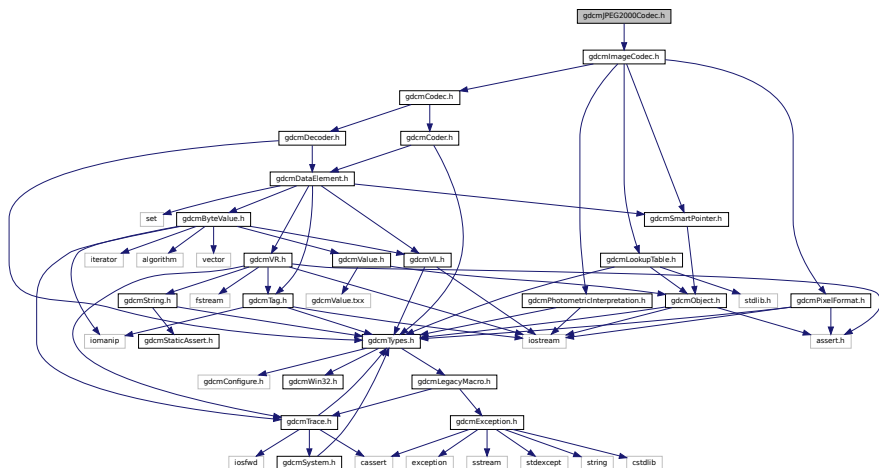 gdcmJPEG2000Codec.h
gdcmImageCodec.h
gdcmCodec.h
gdcmDecoder.h
gdcmCoder.h
gdcmDataElement.h
set
gdcmByteValue.h
gdcmSmartPointer.h
iterator
algorithm
vector
gdcmVR.h
gdcmValue.h
gdcmVL.h
gdcmLookupTable.h
gdcmString.h
fstream
gdcmTag.h
gdcmValue.txx
gdcmPhotometricInterpretation.h
gdcmObject.h
stdlib.h
gdcmPixelFormat.h
iomanip
gdcmStaticAssert.h
gdcmTypes.h
iostream
assert.h
gdcmConfigure.h
gdcmWin32.h
gdcmLegacyMacro.h
gdcmTrace.h
gdcmException.h
iosfwd
gdcmSystem.h
cassert
exception
sstream
stdexcept
string
cstdlib